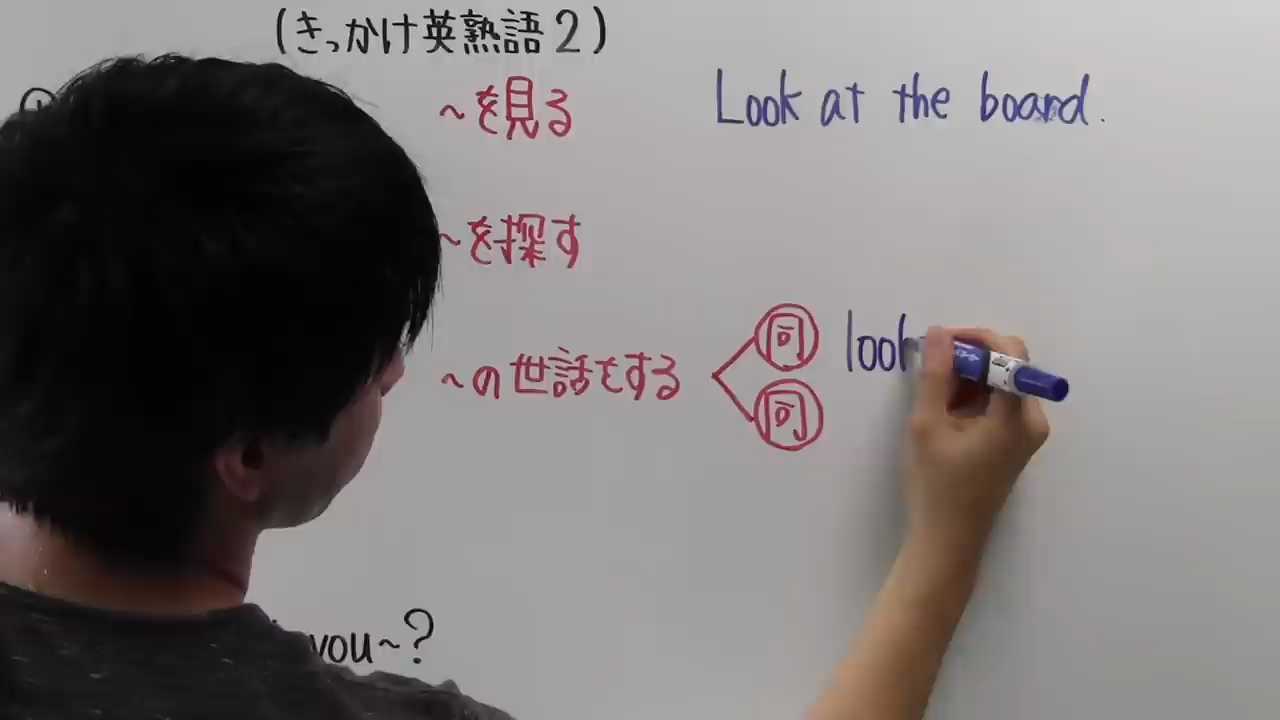 (きっかけ英熟語2)
①
~を見る
Look at the board.
~を探す
~の世話をする
同
look
同
you~?